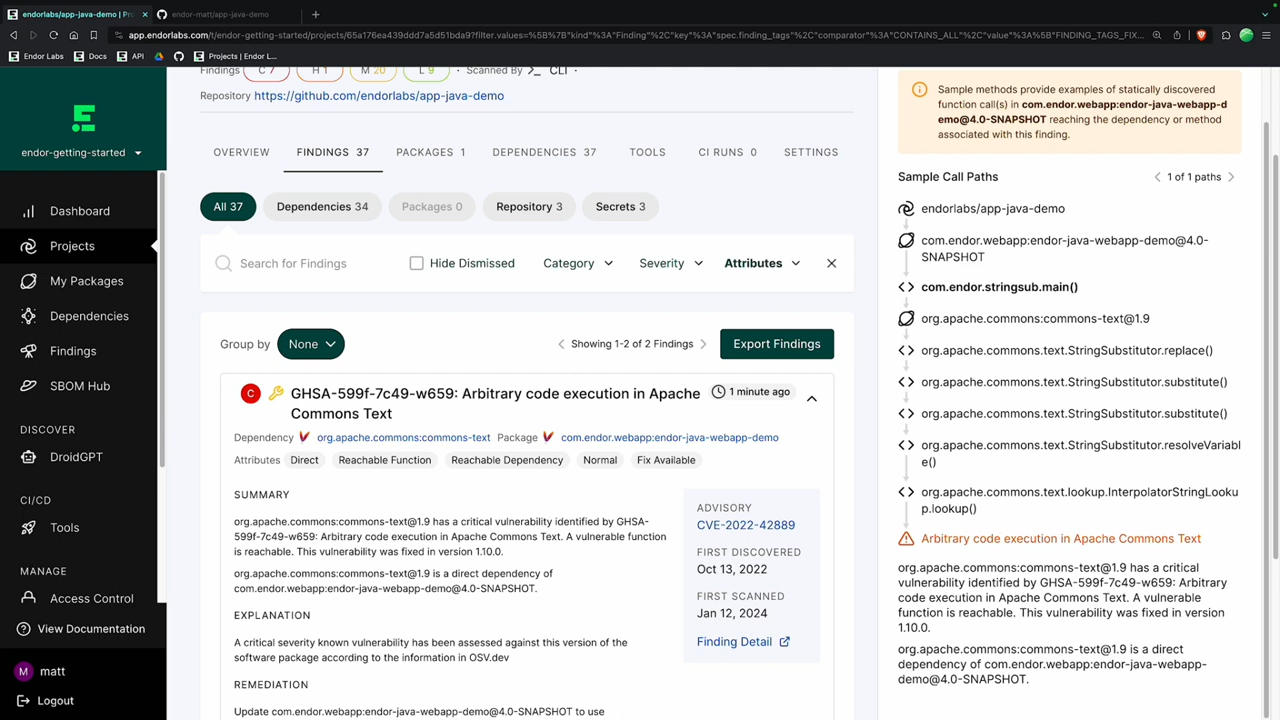 endorlabs/app-java-demo | Pro
endor-matt/app-java-demo
app.endorlabs.com/t/endor-getting-started/projects/65a176ea439ddd7a5d51bda9?filter.values=%5B%7B"kind"%3A"Finding"%2C"key"%3A"spec.finding_tags"%2C"comparator"%3A"CONTAINS_ALL"%2C"value"%3A%5B"FINDING_TAGS_FIX...
Endor Labs
Docs
API
Projects | Endor L...
endor-getting-started
Dashboard
Projects
My Packages
Dependencies
Findings
SBOM Hub
DISCOVER
DroidGPT
CI/CD
Tools
MANAGE
Access Control
View Documentation
M matt
Logout
Findings C 7 H 1 M 20 L 9 · Scanned By CLI ·
Repository https://github.com/endorlabs/app-java-demo
OVERVIEW FINDINGS 37 PACKAGES 1 DEPENDENCIES 37 TOOLS CI RUNS 0 SETTINGS
All 37 Dependencies 34 Packages 0 Repository 3 Secrets 3
Search for Findings Hide Dismissed Category Severity Attributes
Group by None Showing 1-2 of 2 Findings Export Findings
C GHSA-599f-7c49-w659: Arbitrary code execution in Apache 1 minute ago
Commons Text
Dependency org.apache.commons:commons-text Package com.endor.webapp:endor-java-webapp-demo
Attributes Direct Reachable Function Reachable Dependency Normal Fix Available
SUMMARY
org.apache.commons:commons-text@1.9 has a critical vulnerability identified by GHSA-
599f-7c49-w659: Arbitrary code execution in Apache Commons Text. A vulnerable function
is reachable. This vulnerability was fixed in version 1.10.0.
org.apache.commons:commons-text@1.9 is a direct dependency of
com.endor.webapp:endor-java-webapp-demo@4.0-SNAPSHOT.
EXPLANATION
A critical severity known vulnerability has been assessed against this version of the
software package according to the information in OSV.dev
REMEDIATION
Update com.endor.webapp:endor-java-webapp-demo@4.0-SNAPSHOT to use
ADVISORY
CVE-2022-42889
FIRST DISCOVERED
Oct 13, 2022
FIRST SCANNED
Jan 12, 2024
Finding Detail
Sample methods provide examples of statically discovered
function call(s) in com.endor.webapp:endor-java-webapp-d
emo@4.0-SNAPSHOT reaching the dependency or method
associated with this finding.
Sample Call Paths 1 of 1 paths
endorlabs/app-java-demo
com.endor.webapp:endor-java-webapp-demo@4.0-
SNAPSHOT
com.endor.stringsub.main()
org.apache.commons:commons-text@1.9
org.apache.commons.text.StringSubstitutor.replace()
org.apache.commons.text.StringSubstitutor.substitute()
org.apache.commons.text.StringSubstitutor.substitute()
org.apache.commons.text.StringSubstitutor.resolveVariabl
e()
org.apache.commons.text.lookup.InterpolatorStringLooku
p.lookup()
Arbitrary code execution in Apache Commons Text
org.apache.commons:commons-text@1.9 has a critical
vulnerability identified by GHSA-599f-7c49-w659: Arbitrary
code execution in Apache Commons Text. A vulnerable
function is reachable. This vulnerability was fixed in version
1.10.0.
org.apache.commons:commons-text@1.9 is a direct
dependency of com.endor.webapp:endor-java-webapp-
demo@4.0-SNAPSHOT.